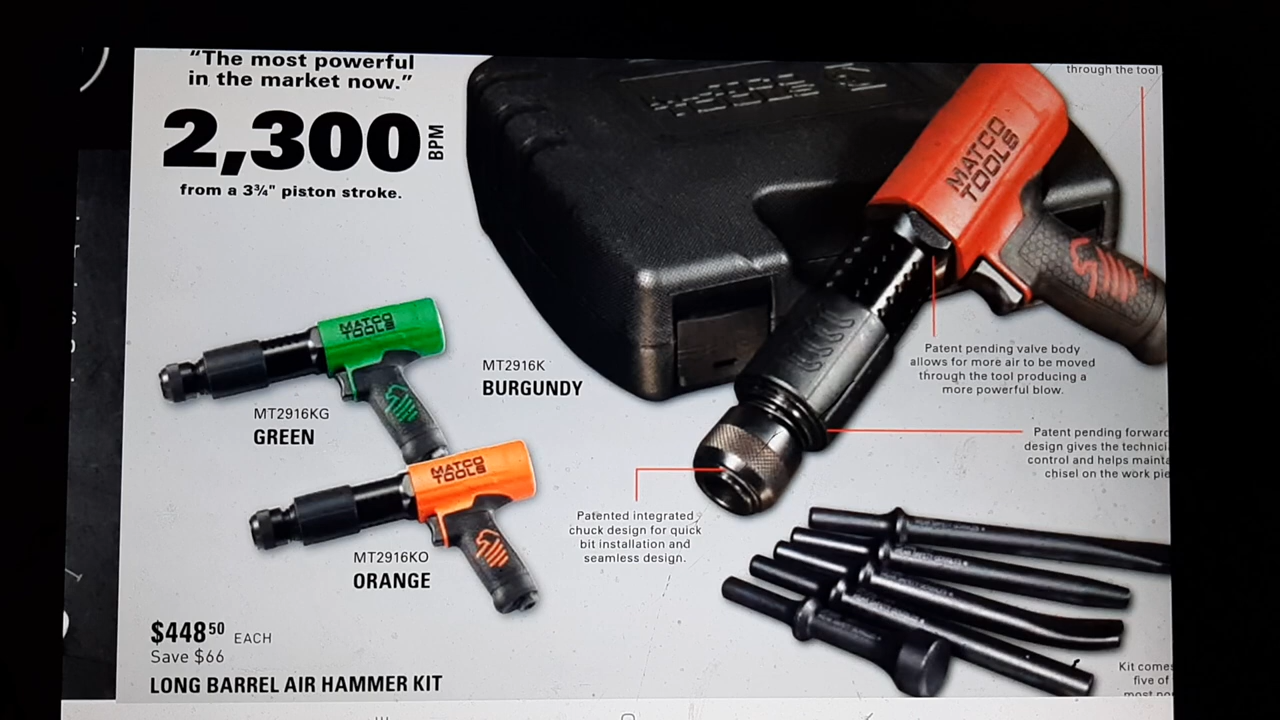 “The most powerful
in the market now.”
2,300 BPM
from a 3¾" piston stroke.
through the tool
MATCO
TOOLS
MATCO
TOOLS
MT2916KG
GREEN
MT2916K
BURGUNDY
Patent pending valve body
allows for more air to be moved
through the tool producing a
more powerful blow.
Patent pending forward
design gives the
control and helps
chisel on the work
MATCO
TOOLS
MT2916KO
ORANGE
Patented integrated
chuck design for quick
bit installation and
seamless design.
$448⁵⁰ EACH
Save $66
LONG BARREL AIR HAMMER KIT
Kit
five of